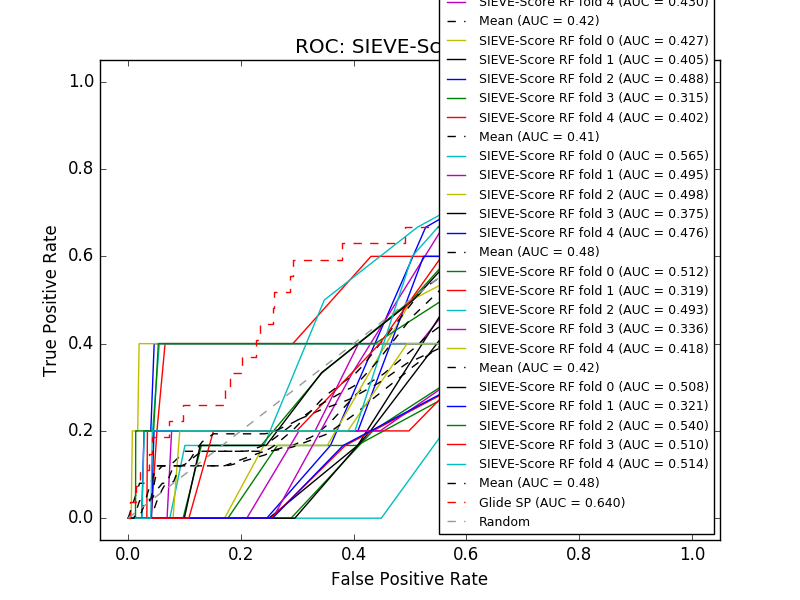 SIEVE-Score RF fold 4 (AUC = 0.430)
Mean (AUC = 0.42)
SIEVE-Score RF fold 0 (AUC = 0.427)
SIEVE-Score RF fold 1 (AUC = 0.405)
SIEVE-Score RF fold 2 (AUC = 0.488)
SIEVE-Score RF fold 3 (AUC = 0.315)
SIEVE-Score RF fold 4 (AUC = 0.402)
Mean (AUC = 0.41)
SIEVE-Score RF fold 0 (AUC = 0.565)
SIEVE-Score RF fold 1 (AUC = 0.495)
SIEVE-Score RF fold 2 (AUC = 0.498)
SIEVE-Score RF fold 3 (AUC = 0.375)
SIEVE-Score RF fold 4 (AUC = 0.476)
Mean (AUC = 0.48)
SIEVE-Score RF fold 0 (AUC = 0.512)
SIEVE-Score RF fold 1 (AUC = 0.319)
SIEVE-Score RF fold 2 (AUC = 0.493)
SIEVE-Score RF fold 3 (AUC = 0.336)
SIEVE-Score RF fold 4 (AUC = 0.418)
Mean (AUC = 0.42)
SIEVE-Score RF fold 0 (AUC = 0.508)
SIEVE-Score RF fold 1 (AUC = 0.321)
SIEVE-Score RF fold 2 (AUC = 0.540)
SIEVE-Score RF fold 3 (AUC = 0.510)
SIEVE-Score RF fold 4 (AUC = 0.514)
Mean (AUC = 0.48)
Glide SP (AUC = 0.640)
Random
ROC: SIEVE-Sc
True Positive Rate
1.0
0.8
0.6
0.4
0.2
0.0
0.0 0.2 0.4 0.6 0.8 1.0
False Positive Rate